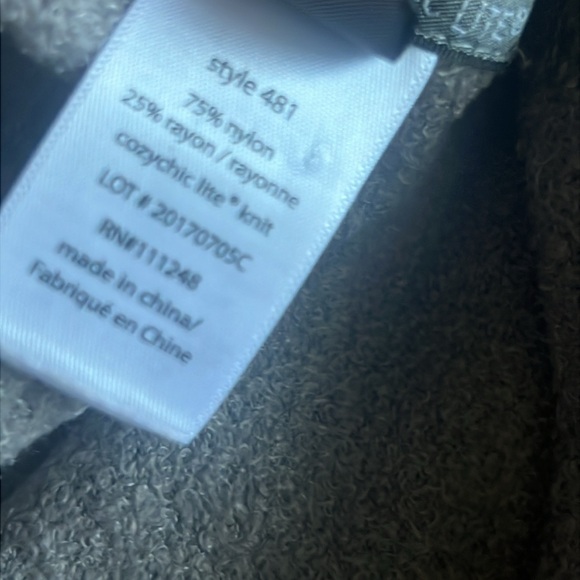 LITE
style 481
75% nylon
25% rayon / rayonne
cozychic lite® knit
LOT # 20170705C
RN#111248
made in china/
Fabriqué en Chine